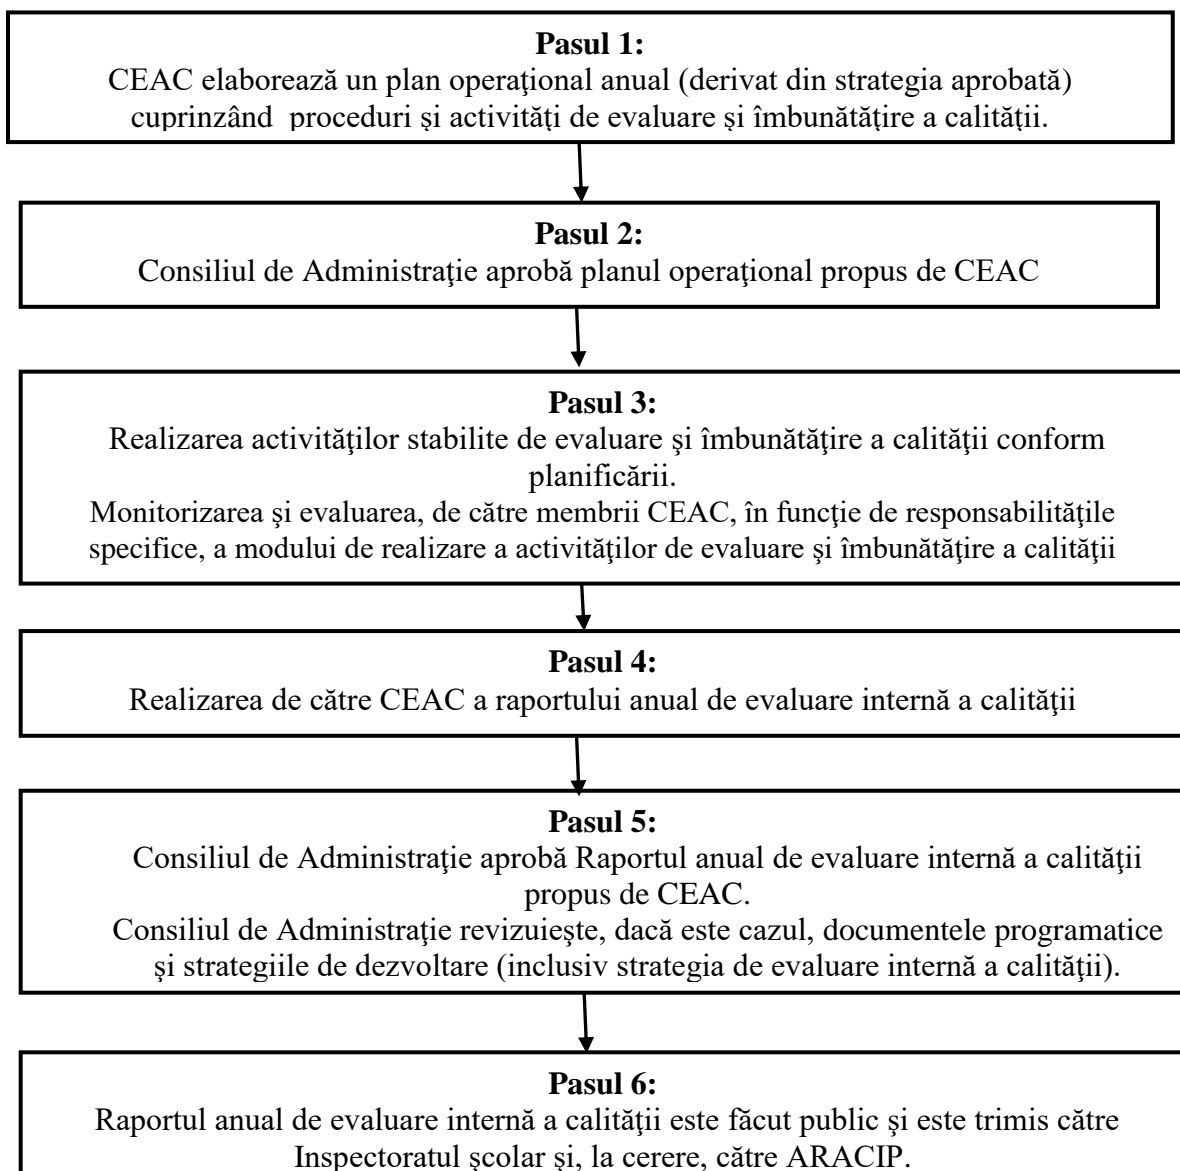 Pasul 1:
CEAC elaborează un plan operaţional anual (derivat din strategia aprobată)
cuprinzând proceduri şi activităţi de evaluare şi îmbunătăţire a calităţii.
Pasul 2:
Consiliul de Administraţie aprobă planul operaţional propus de CEAC
Pasul 3:
Realizarea activităţilor stabilite de evaluare şi îmbunătăţire a calităţii conform
planificării.
Monitorizarea şi evaluarea, de către membrii CEAC, în funcţie de responsabilităţile
specifice, a modului de realizare a activităţilor de evaluare şi îmbunătăţire a calităţii
Pasul 4:
Realizarea de către CEAC a raportului anual de evaluare internă a calităţii
Pasul 5:
Consiliul de Administraţie aprobă Raportul anual de evaluare internă a calităţii
propus de CEAC.
Consiliul de Administraţie revizuieşte, dacă este cazul, documentele programatice
şi strategiile de dezvoltare (inclusiv strategia de evaluare internă a calităţii).
Pasul 6:
Raportul anual de evaluare internă a calităţii este făcut public şi este trimis către
Inspectoratul şcolar şi, la cerere, către ARACIP.